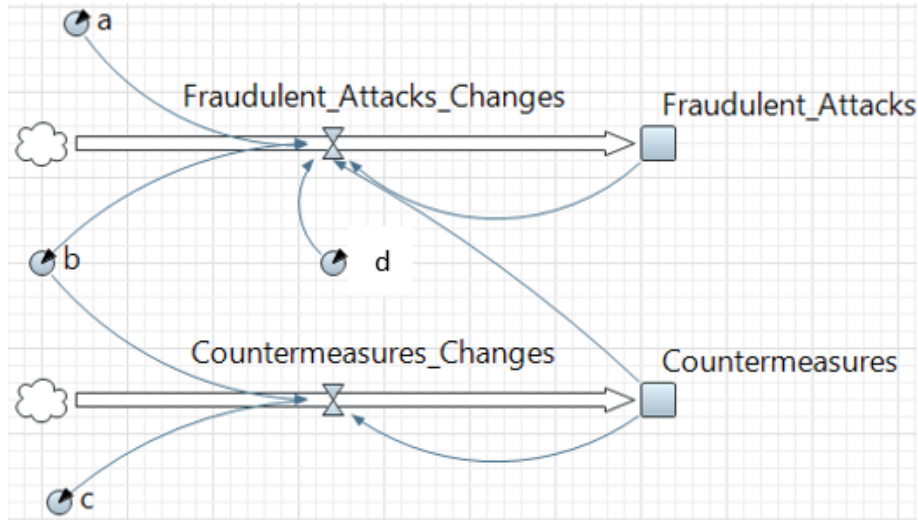 a
Fraudulent_Attacks_Changes
Fraudulent_Attacks
b
d
Countermeasures_Changes
Countermeasures
c